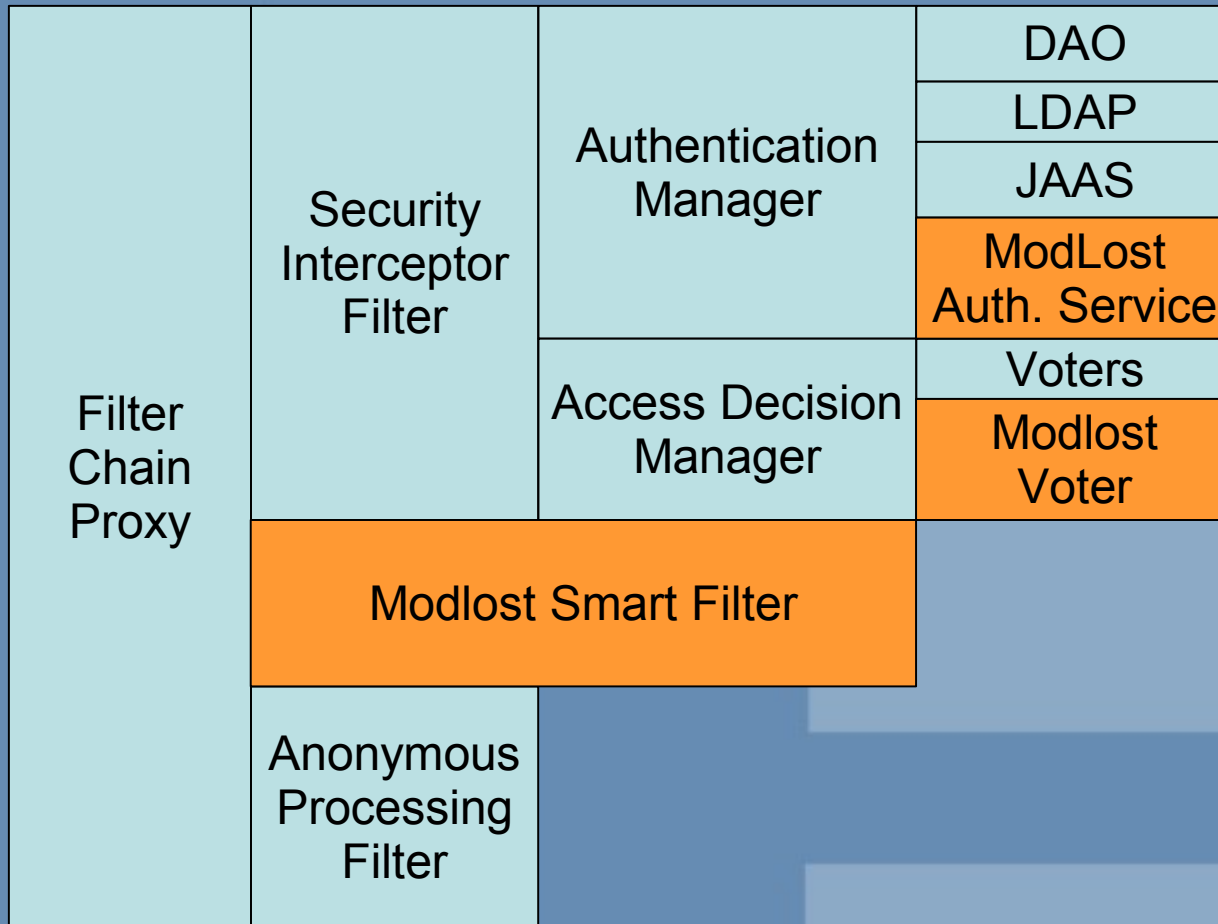 Filter
Chain
Proxy
Security
Interceptor
Filter
Authentication
Manager
DAO
LDAP
JAAS
ModLost
Auth. Service
Access Decision
Manager
Voters
Modlost
Voter
Modlost Smart Filter
Anonymous
Processing
Filter